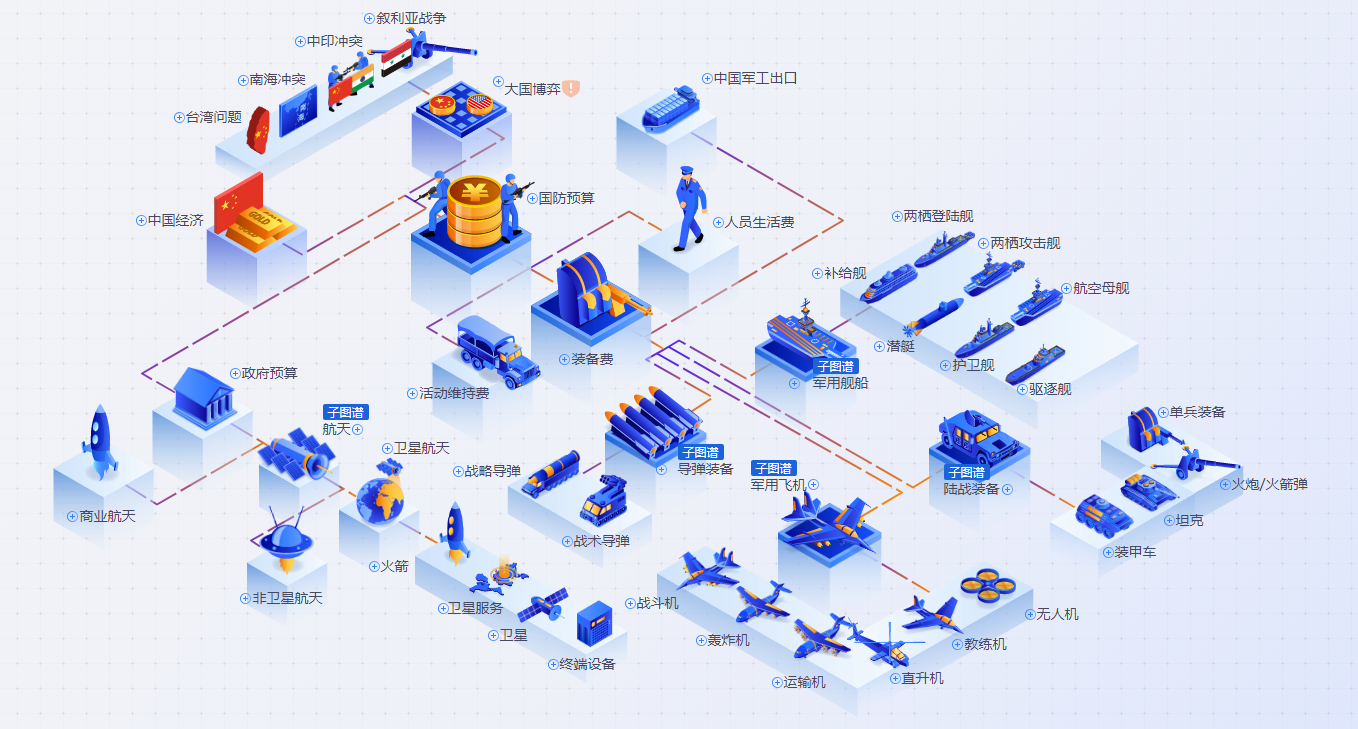 叙利亚战争
中印冲突
南海冲突
台湾问题
大国博弈
中国军工出口
中国经济
国防预算
人员生活费
南
海
GOLD
两栖登陆舰
两栖攻击舰
补给舰
航空母舰
潜艇
护卫舰
驱逐舰
装备费
活动维持费
子图谱
军用舰船
政府预算
子图谱
航天
卫星航天
商业航天
火箭
非卫星航天
战略导弹
子图谱
导弹装备
战术导弹
子图谱
军用飞机
子图谱
陆战装备
单兵装备
火炮/火箭弹
坦克
装甲车
卫星服务
卫星
终端设备
战斗机
轰炸机
运输机
直升机
教练机
无人机